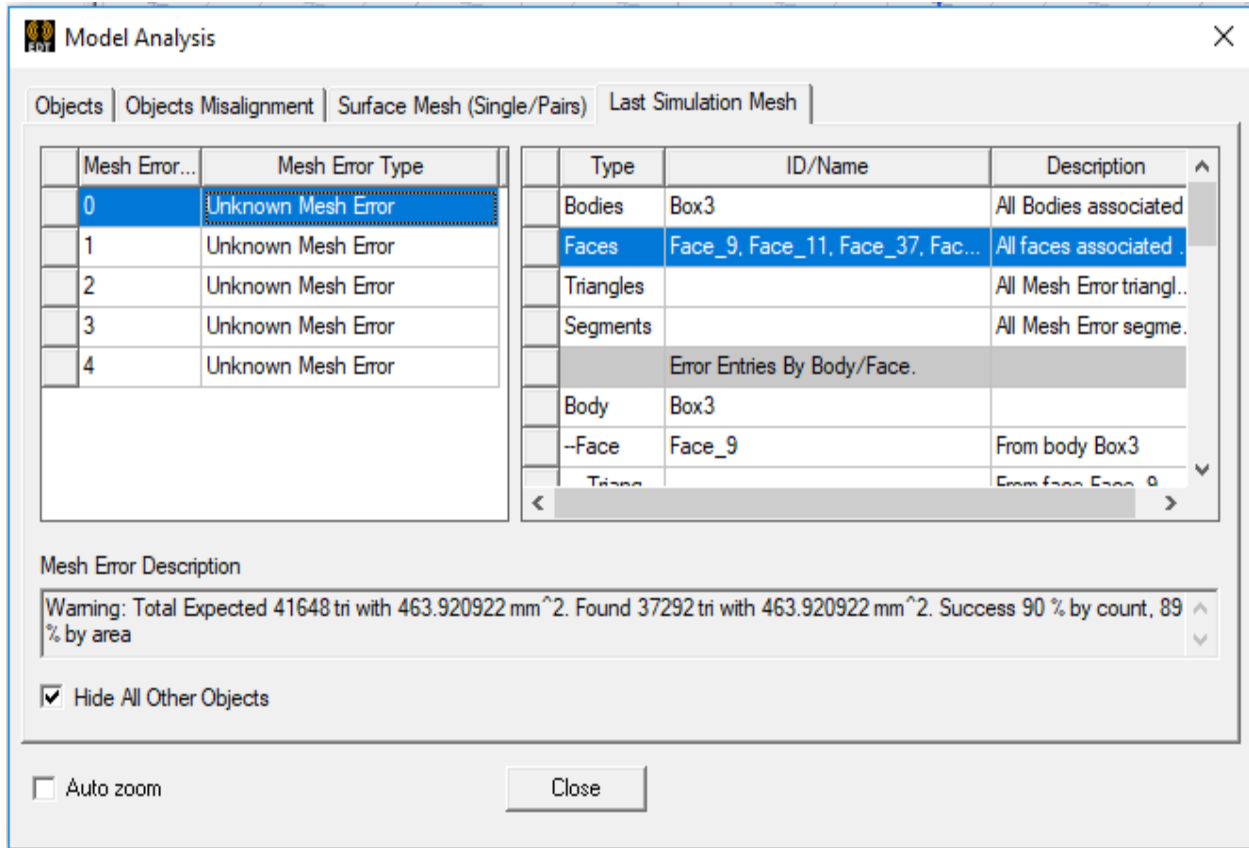 EDT
Model Analysis
Objects Objects Misalignment Surface Mesh (Single/Pairs) Last Simulation Mesh
Mesh Error... Mesh Error Type
0 Unknown Mesh Error
1 Unknown Mesh Error
2 Unknown Mesh Error
3 Unknown Mesh Error
4 Unknown Mesh Error
Type ID/Name Description
Bodies Box3 All Bodies associated
Faces Face_9, Face_11, Face_37, Fac... All faces associated .
Triangles All Mesh Error triangl..
Segments All Mesh Error segme.
Error Entries By Body/Face.
Body Box3
--Face Face_9 From body Box3
Triang From face Face_9
Mesh Error Description
Warning: Total Expected 41648 tri with 463.920922 mm^2. Found 37292 tri with 463.920922 mm^2. Success 90 % by count, 89
% by area
Hide All Other Objects
Auto zoom
Close